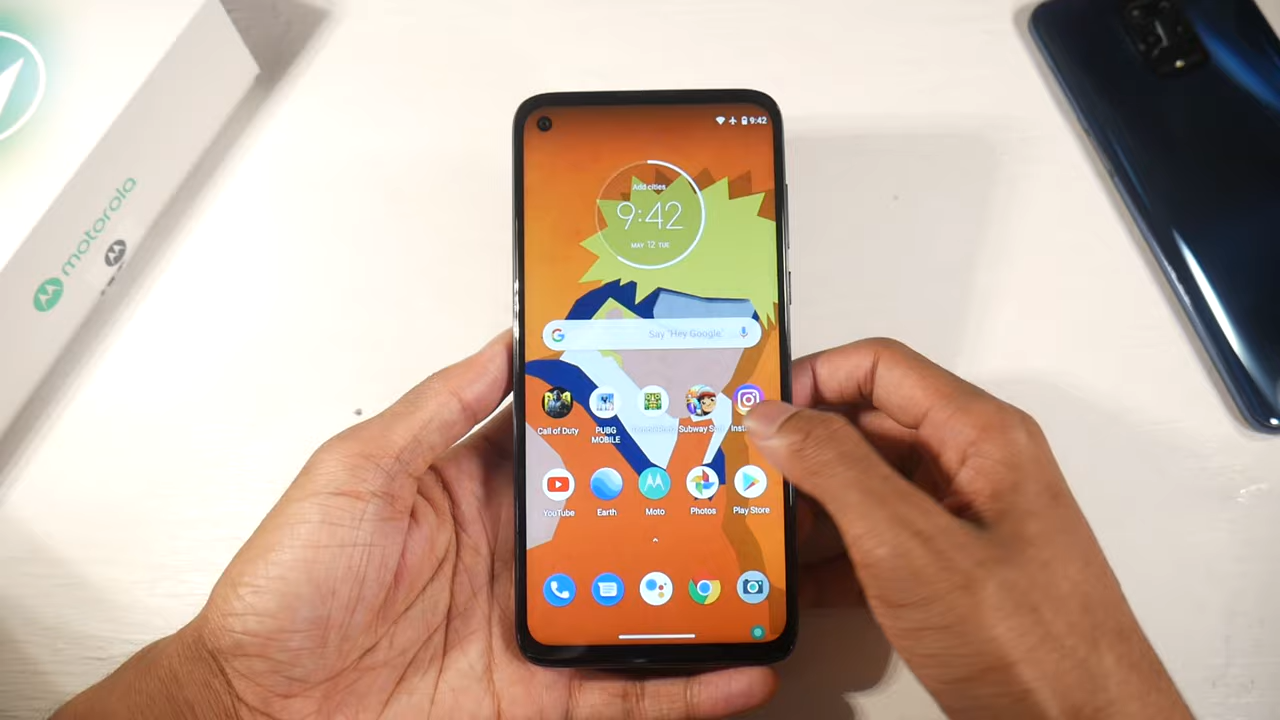 motorola
9:42
Add cities
9:42
MAY 12 TUE
Say "Hey Google"
Call of Duty
PUBG
MOBILE
Subway
YouTube
Earth
Moto
Photos
Play Store